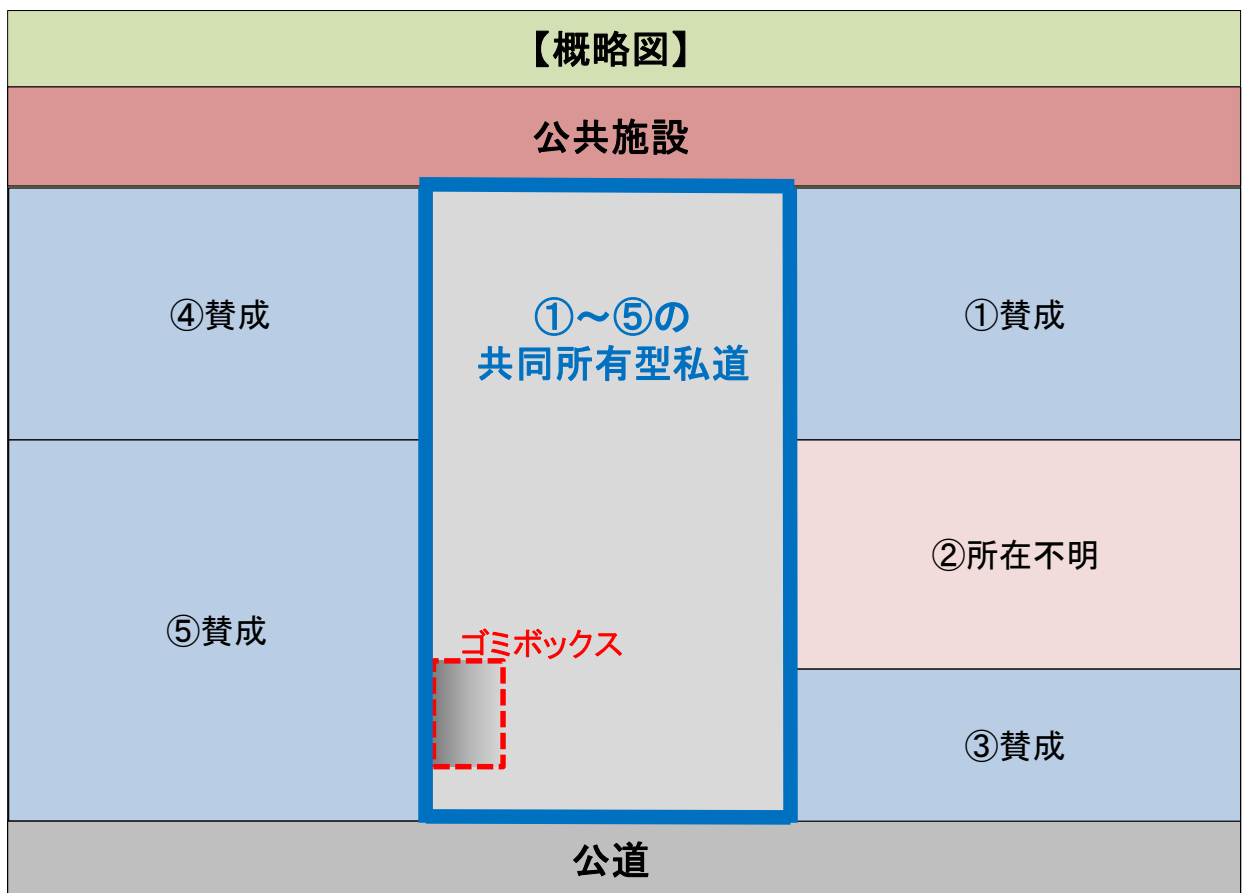 【概略図】
公共施設
④賛成
①~⑤の
共同所有型私道
①賛成
②所在不明
⑤賛成
ゴミボックス
③賛成
公道